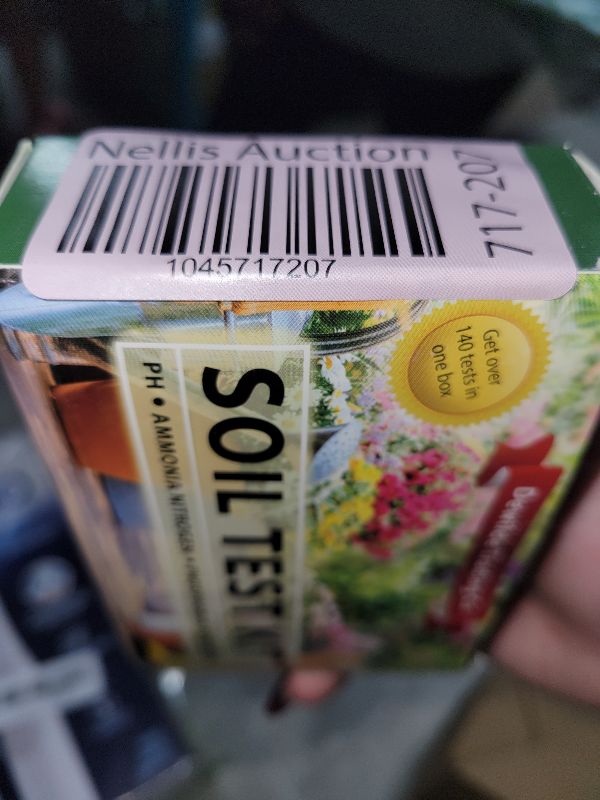 Nellis Auction
1045717207
717-207
Get over
140 tests in
one box
SOIL TEST
PH • AMMONIA NITROGEN •